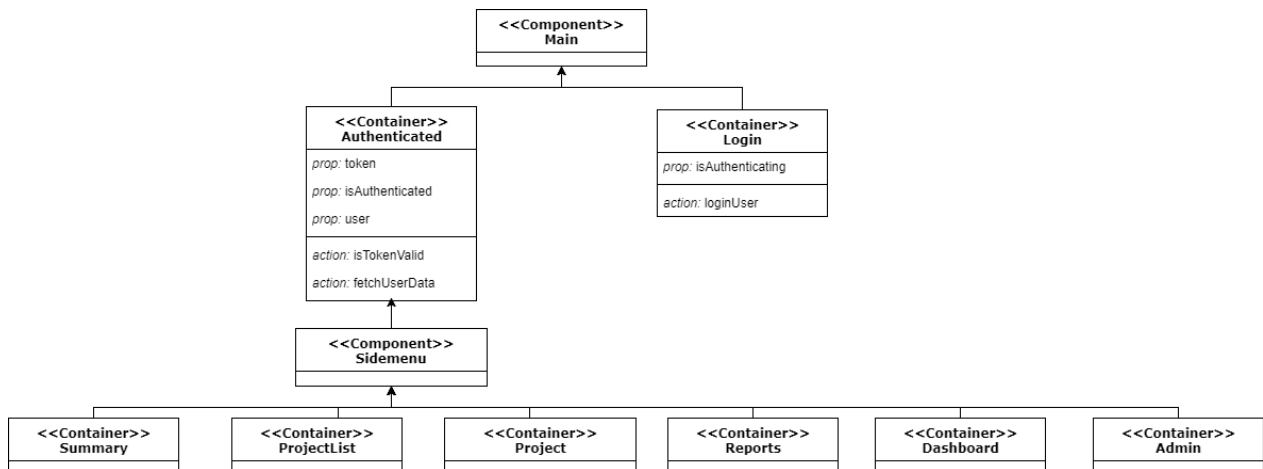 <<Component>>
Main
<<Container>>
Authenticated
prop: token
prop: isAuthenticated
prop: user
action: isTokenValid
action: fetchUserData
<<Container>>
Login
prop: isAuthenticating
action: loginUser
<<Component>>
Sidemenu
<<Container>>
Summary
<<Container>>
ProjectList
<<Container>>
Project
<<Container>>
Reports
<<Container>>
Dashboard
<<Container>>
Admin